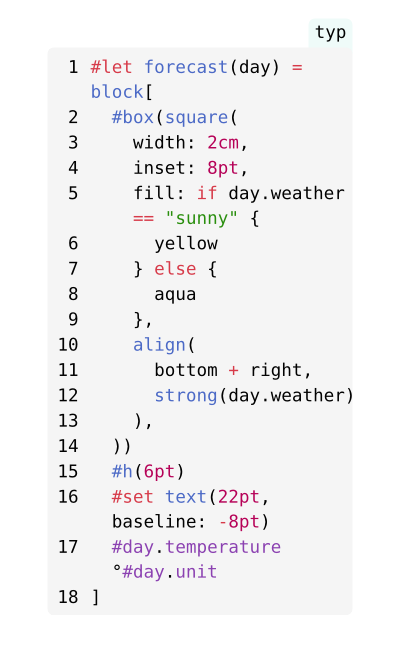 typ
1 #let forecast(day) =
block[
2   #box(square(
3     width: 2cm,
4     inset: 8pt,
5     fill: if day.weather
    == "sunny" {
6       yellow
7     } else {
8       aqua
9     },
10     align(
11       bottom + right,
12       strong(day.weather)
13     ),
14   ))
15   #h(6pt)
16   #set text(22pt,
  baseline: -8pt)
17   #day.temperature
  °#day.unit
18 ]